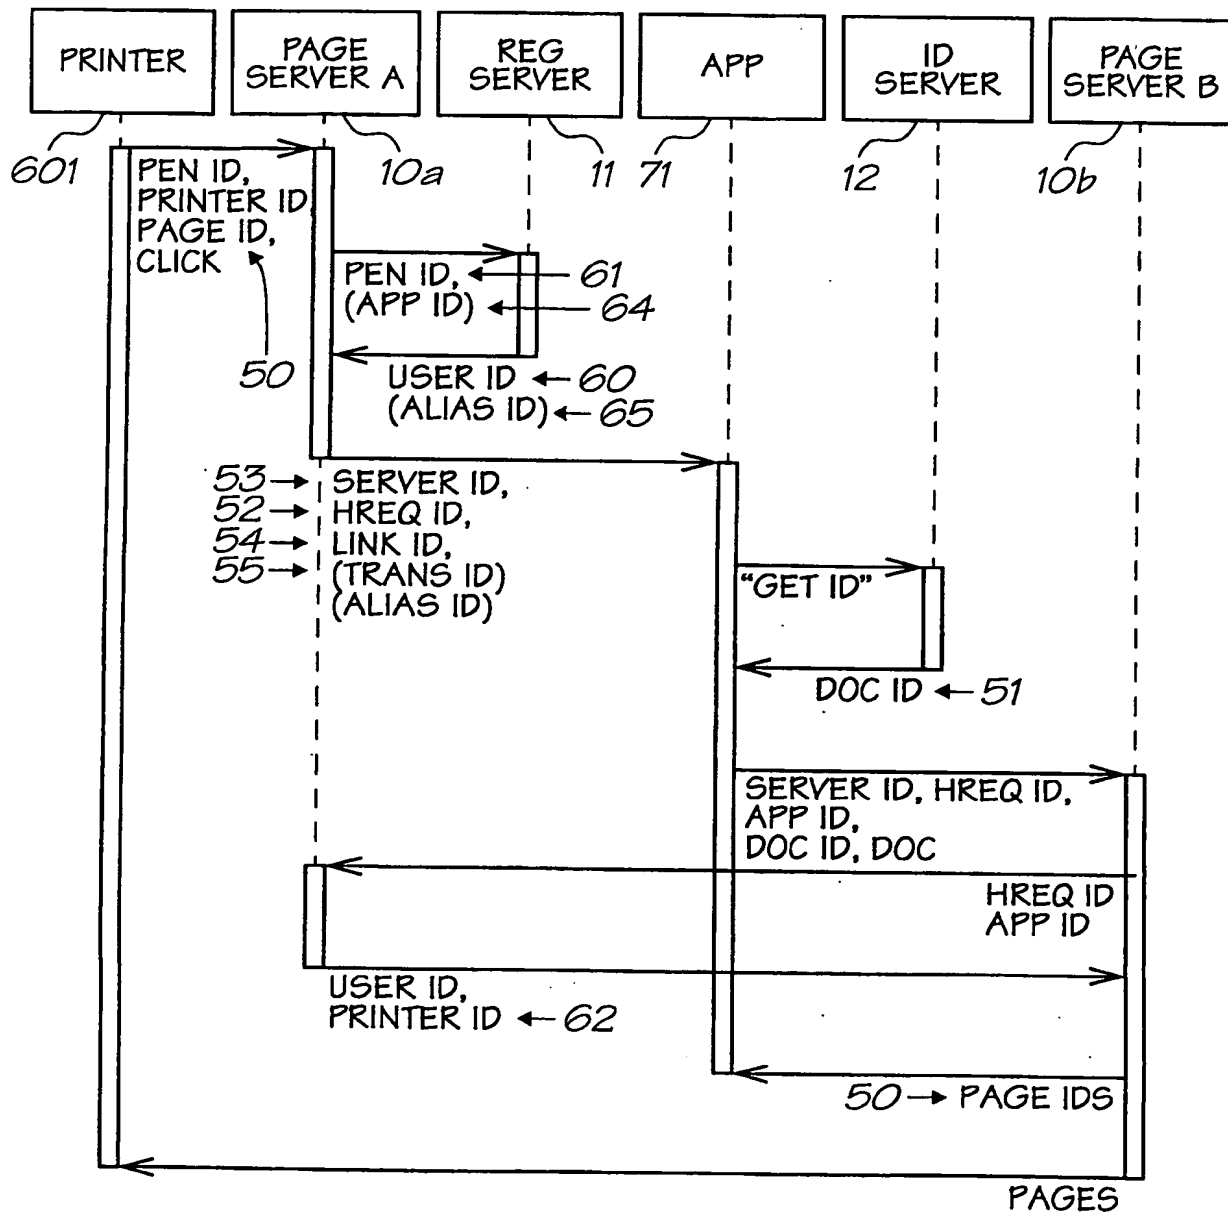 PRINTER
PAGE
SERVER A
REG
SERVER
APP
ID
SERVER
PAGE
SERVER B
601
10a
11
71
12
10b
PEN ID,
PRINTER ID
PAGE ID,
CLICK
50
PEN ID, 61
(APP ID) 64
USER ID 60
(ALIAS ID) 65
53 SERVER ID,
52 HREQ ID,
54 LINK ID,
55 (TRANS ID)
(ALIAS ID)
"GET ID"
DOC ID 51
SERVER ID, HREQ ID,
APP ID,
DOC ID, DOC
HREQ ID
APP ID
USER ID,
PRINTER ID 62
50 PAGE IDS
PAGES